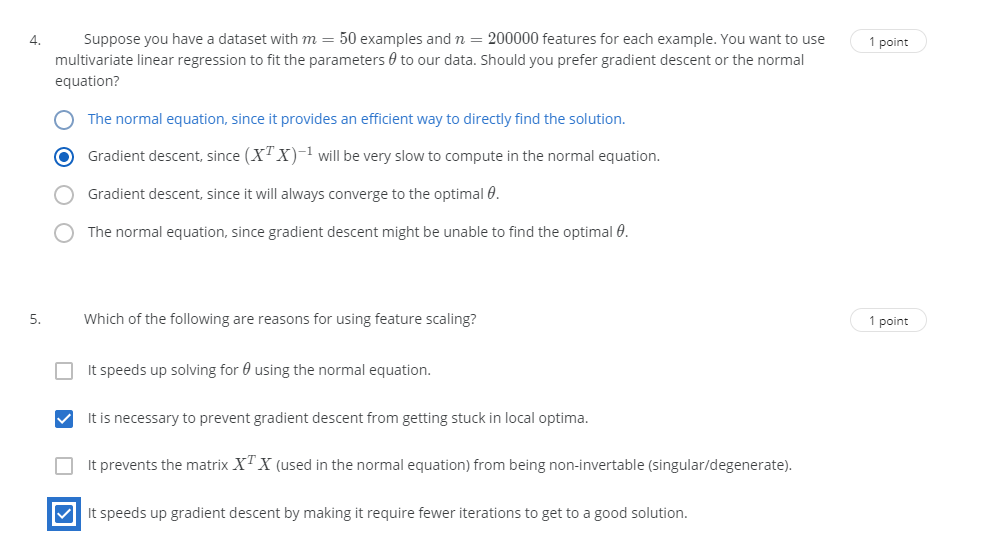 4. Suppose you have a dataset with m = 50 examples and n = 200000 features for each example. You want to use
1 point
multivariate linear regression to fit the parameters θ to our data. Should you prefer gradient descent or the normal
equation?
The normal equation, since it provides an efficient way to directly find the solution.
Gradient descent, since (XᵀX)⁻¹ will be very slow to compute in the normal equation.
Gradient descent, since it will always converge to the optimal θ.
The normal equation, since gradient descent might be unable to find the optimal θ.
5. Which of the following are reasons for using feature scaling?
1 point
It speeds up solving for θ using the normal equation.
It is necessary to prevent gradient descent from getting stuck in local optima.
It prevents the matrix XᵀX (used in the normal equation) from being non-invertable (singular/degenerate).
It speeds up gradient descent by making it require fewer iterations to get to a good solution.